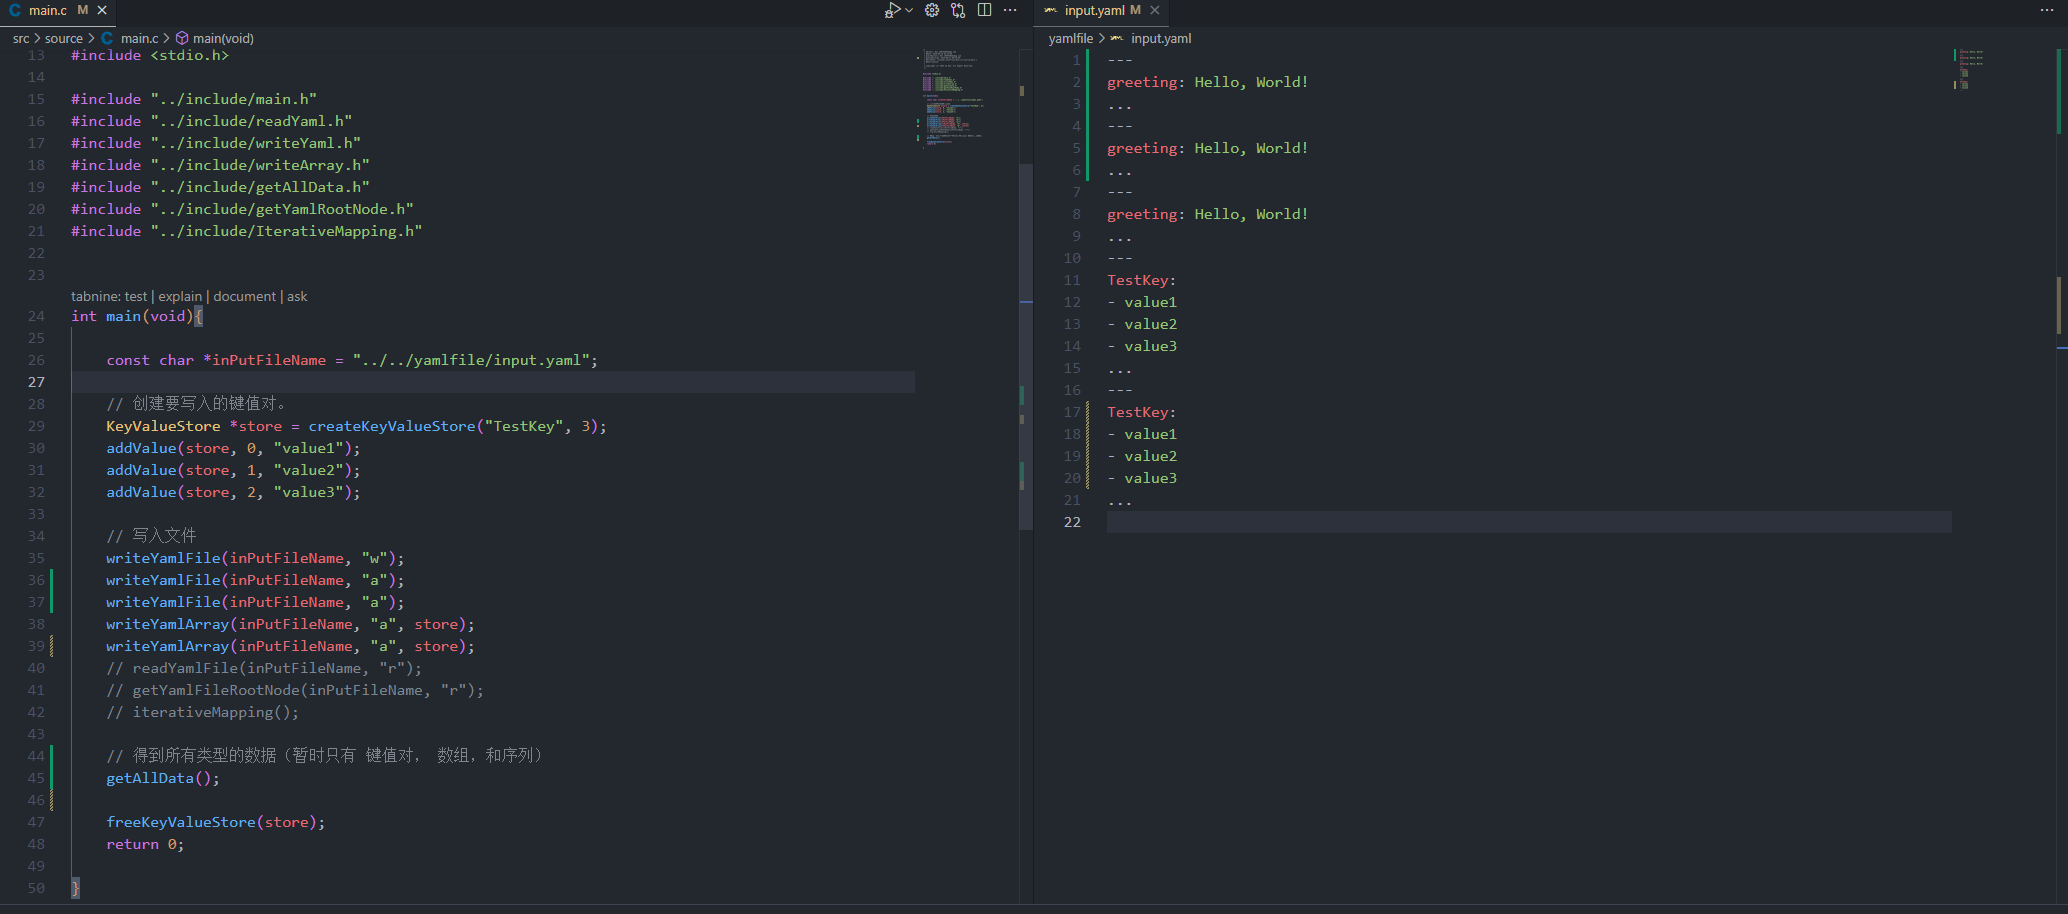 main.c M
src > source > C main.c > main(void)
13 #include <stdio.h>
14
15 #include "../include/main.h"
16 #include "../include/readYaml.h"
17 #include "../include/writeYaml.h"
18 #include "../include/writeArray.h"
19 #include "../include/getAllData.h"
20 #include "../include/getYamlRootNode.h"
21 #include "../include/IterativeMapping.h"
22
23
tabnine: test | explain | document | ask
24 int main(void){
25
26 const char *inPutFileName = "../../yamlfile/input.yaml";
27
28 // 创建要写入的键值对。
29 KeyValueStore *store = createKeyValueStore("TestKey", 3);
30 addValue(store, 0, "value1");
31 addValue(store, 1, "value2");
32 addValue(store, 2, "value3");
33
34 // 写入文件
35 writeYamlFile(inPutFileName, "w");
36 writeYamlFile(inPutFileName, "a");
37 writeYamlFile(inPutFileName, "a");
38 writeYamlArray(inPutFileName, "a", store);
39 writeYamlArray(inPutFileName, "a", store);
40 // readYamlFile(inPutFileName, "r");
41 // getYamlFileRootNode(inPutFileName, "r");
42 // iterativeMapping();
43
44 // 得到所有类型的数据（暂时只有 键值对， 数组，和序列）
45 getAllData();
46
47 freeKeyValueStore(store);
48 return 0;
49
50 }
input.yaml M
yamlfile > input.yaml
1 ---
2 greeting: Hello, World!
3 ...
4 ---
5 greeting: Hello, World!
6 ...
7 ---
8 greeting: Hello, World!
9 ...
10 ---
11 TestKey:
12 - value1
13 - value2
14 - value3
15 ...
16 ---
17 TestKey:
18 - value1
19 - value2
20 - value3
21 ...
22